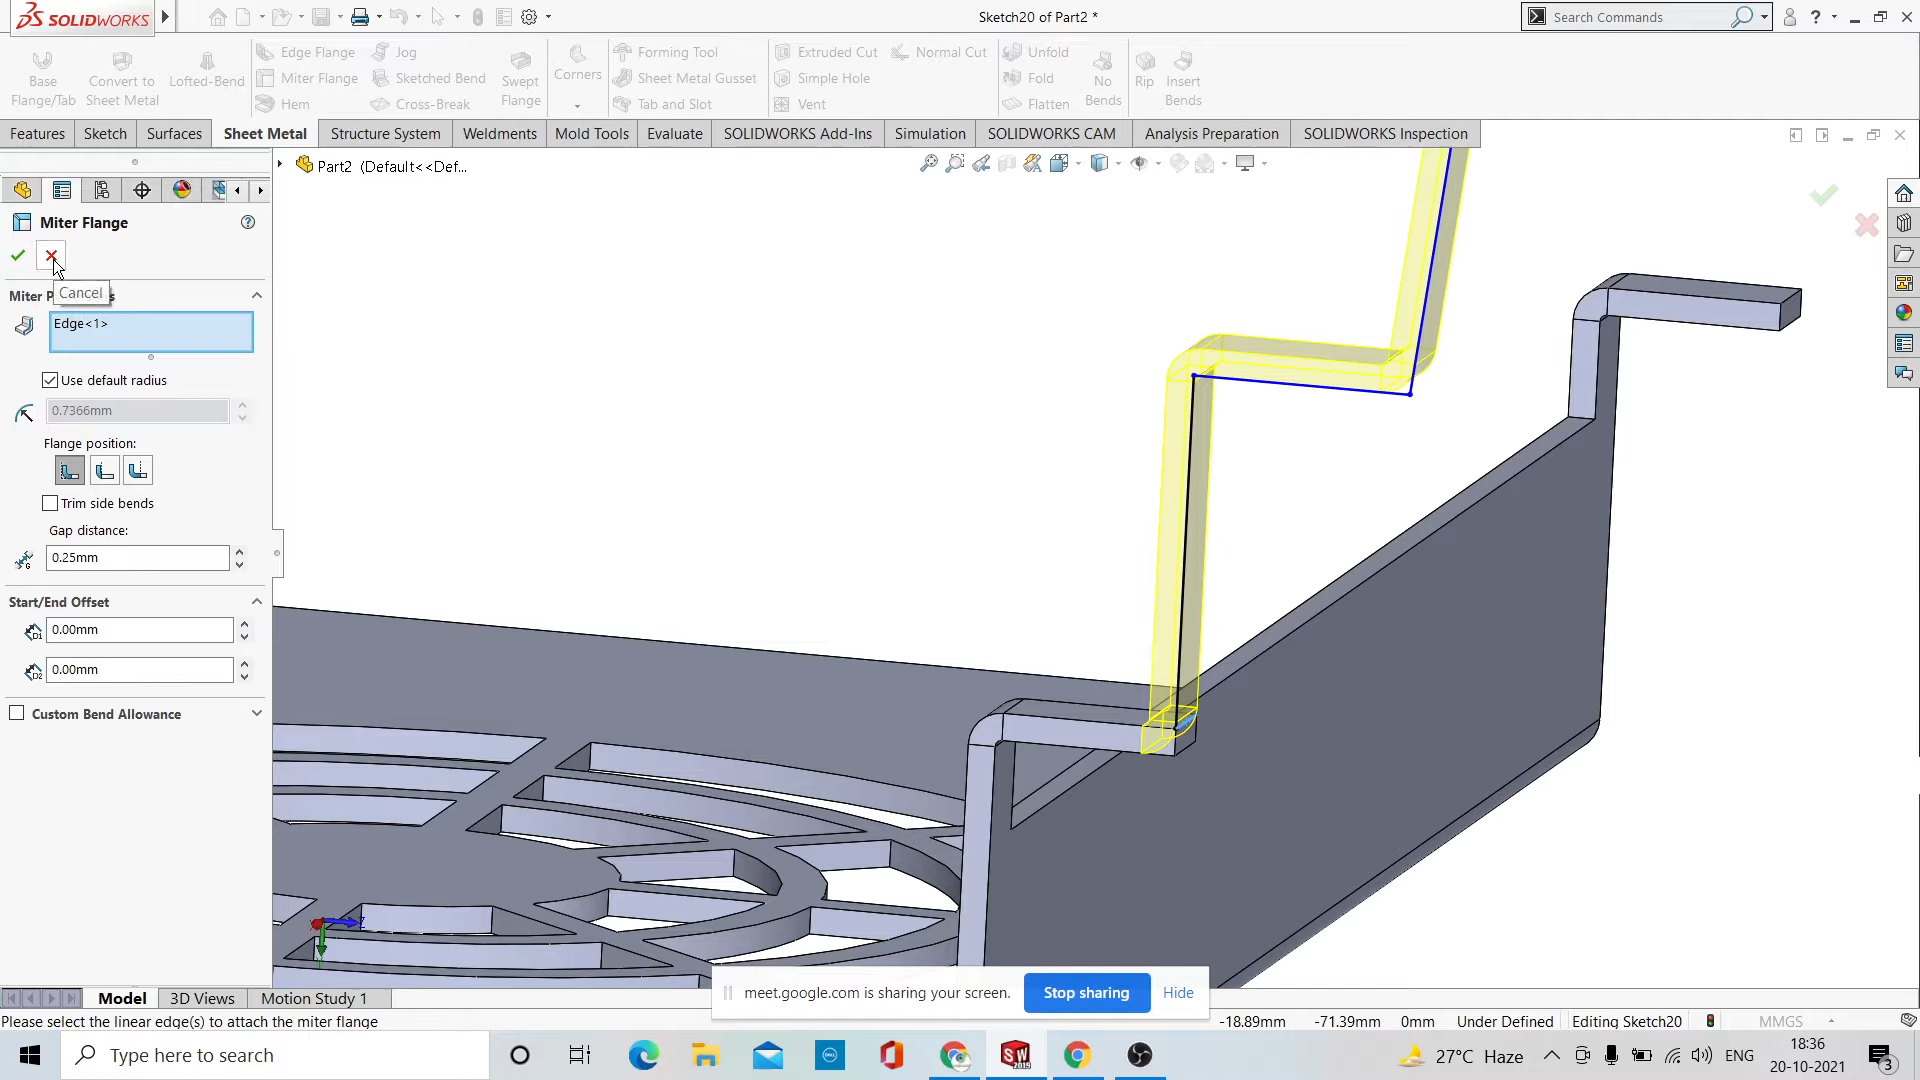 SOLIDWORKS
Sketch20 of Part2 *
Search Commands
Base Flange/Tab
Convert to Sheet Metal
Lofted-Bend
Edge Flange
Miter Flange
Hem
Jog
Sketched Bend
Cross-Break
Swept Flange
Corners
Forming Tool
Sheet Metal Gusset
Tab and Slot
Extruded Cut
Simple Hole
Vent
Normal Cut
Unfold
Fold
Flatten
No Bends
Rip
Insert Bends
Features
Sketch
Surfaces
Sheet Metal
Structure System
Weldments
Mold Tools
Evaluate
SOLIDWORKS Add-Ins
Simulation
SOLIDWORKS CAM
Analysis Preparation
SOLIDWORKS Inspection
Part2 (Default<<Def...
Miter Flange
Cancel
Miter P
s
Edge<1>
Use default radius
0.7366mm
Flange position:
Trim side bends
Gap distance:
0.25mm
Start/End Offset
0.00mm
0.00mm
Custom Bend Allowance
Model
3D Views
Motion Study 1
meet.google.com is sharing your screen.
Stop sharing
Hide
Please select the linear edge(s) to attach the miter flange
-18.89mm
-71.39mm
0mm
Under Defined
Editing Sketch20
MMGS
Type here to search
27°C Haze
ENG
18:36
20-10-2021
3